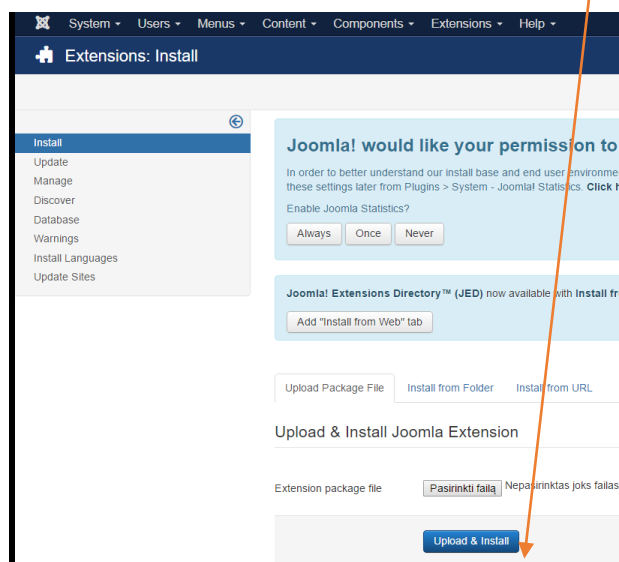 System Users Menus Content Components Extensions Help
Extensions: Install
Install
Update
Manage
Discover
Database
Warnings
Install Languages
Update Sites
Joomla! would like your permission to
In order to better understand our install base and end user environme
these settings later from Plugins > System - Joomla! Statistics. Click h
Enable Joomla Statistics?
Always Once Never
Joomla! Extensions Directory™ (JED) now available with Install fr
Add "Install from Web" tab
Upload Package File Install from Folder Install from URL
Upload & Install Joomla Extension
Extension package file Pasirinkti failą Nepasirinktas joks failas
Upload & Install